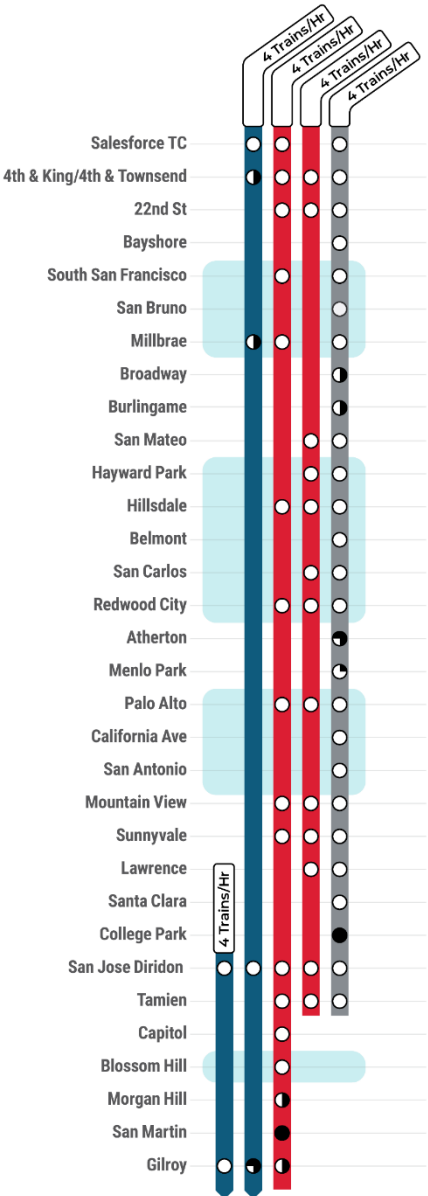 4 Trains/Hr
4 Trains/Hr
4 Trains/Hr
4 Trains/Hr
Salesforce TC
4th & King/4th & Townsend
22nd St
Bayshore
South San Francisco
San Bruno
Millbrae
Broadway
Burlingame
San Mateo
Hayward Park
Hillsdale
Belmont
San Carlos
Redwood City
Atherton
Menlo Park
Palo Alto
California Ave
San Antonio
Mountain View
Sunnyvale
Lawrence
4 Trains/Hr
Santa Clara
College Park
San Jose Diridon
Tamien
Capitol
Blossom Hill
Morgan Hill
San Martin
Gilroy